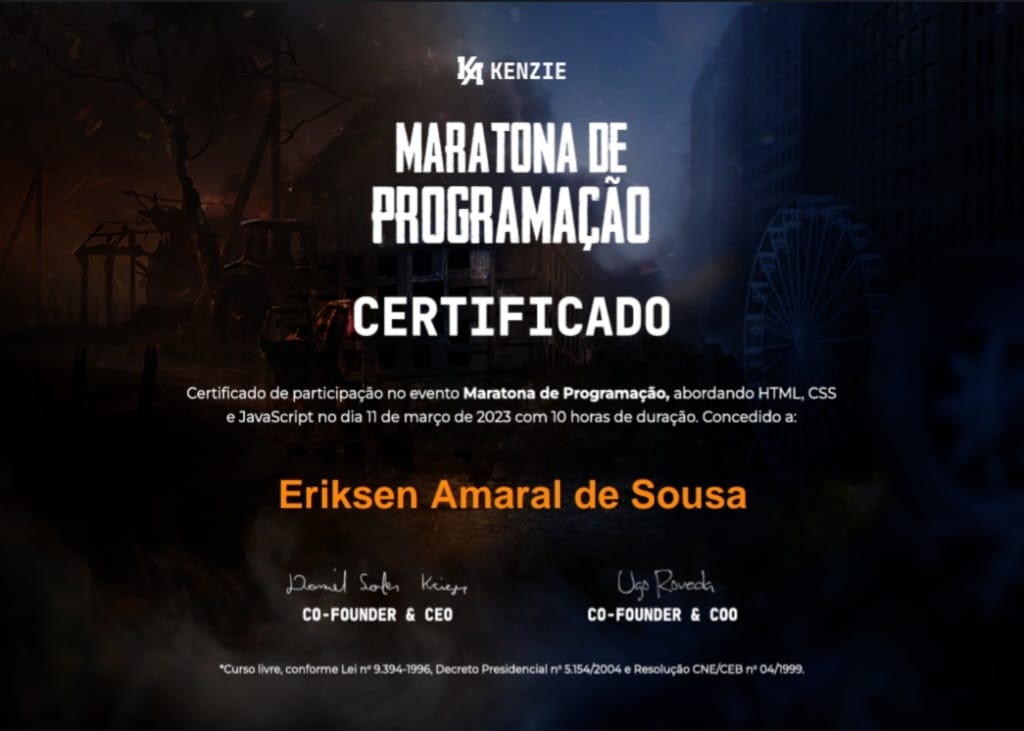 KA KENZIE
MARATONA DE
PROGRAMAÇÃO
CERTIFICADO
Certificado de participação no evento Maratona de Programação, abordando HTML, CSS
e JavaScript no dia 11 de março de 2023 com 10 horas de duração. Concedido a:
Eriksen Amaral de Sousa
Daniel Ugo Roveda
CO-FOUNDER & CEO CO-FOUNDER & COO
*Curso livre, conforme Lei nº 9.394-1996, Decreto Presidencial nº 5.154/2004 e Resolução CNE/CEB nº 04/1999.